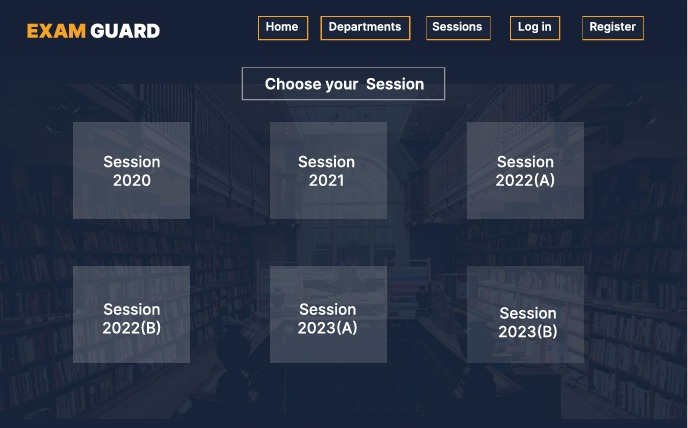 EXAM GUARD
Home
Departments
Sessions
Log in
Register
Choose your Session
Session
2020
Session
2021
Session
2022(A)
Session
2022(B)
Session
2023(A)
Session
2023(B)